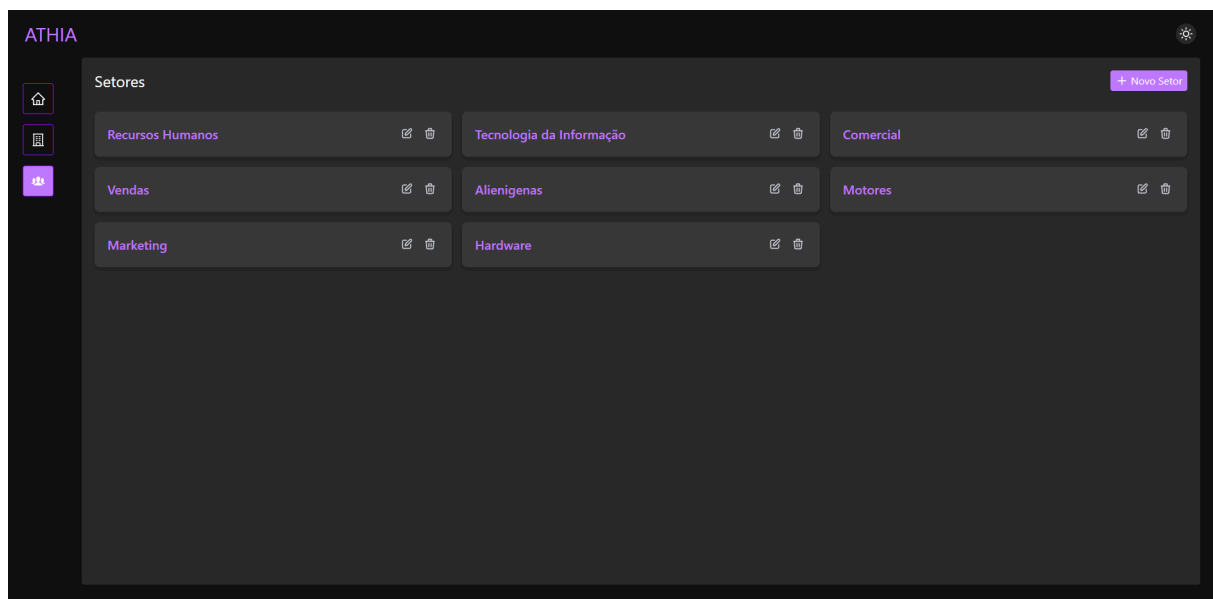 ATHIA
Setores
+ Novo Setor
Recursos Humanos
Tecnologia da Informação
Comercial
Vendas
Alienigenas
Motores
Marketing
Hardware